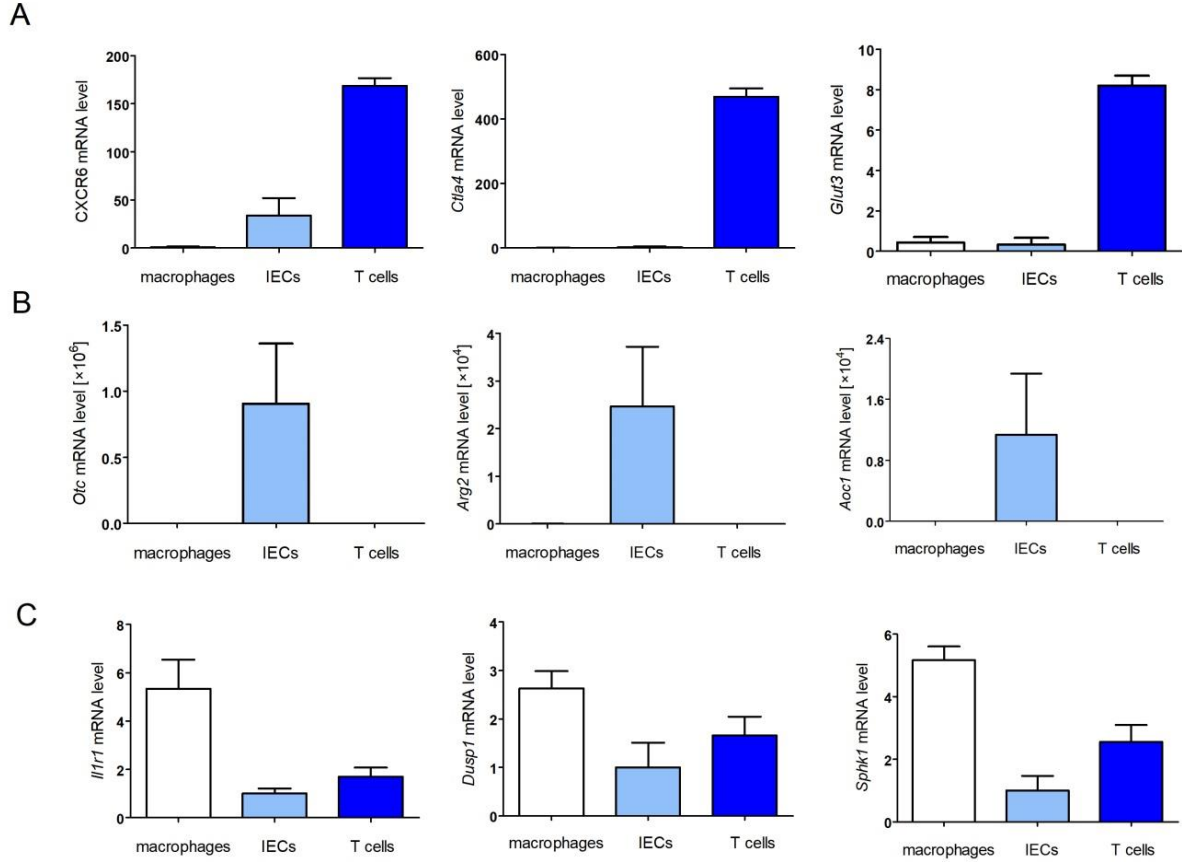 A
CXCR6 mRNA level
200
150
100
50
0
macrophages IECs T cells
Ctla4 mRNA level
600
400
200
0
macrophages IECs T cells
Glut3 mRNA level
10
8
6
4
2
0
macrophages IECs T cells
B
Otc mRNA level [×10⁶]
1.5
1.0
0.5
0.0
macrophages IECs T cells
Arg2 mRNA level [×10⁴]
4
3
2
1
0
macrophages IECs T cells
Aoc1 mRNA level [×10⁴]
2.4
1.6
0.8
0.0
macrophages IECs T cells
C
Il1r1 mRNA level
8
6
4
2
0
macrophages IECs T cells
Dusp1 mRNA level
4
3
2
1
0
macrophages IECs T cells
Sphk1 mRNA level
6
4
2
0
macrophages IECs T cells